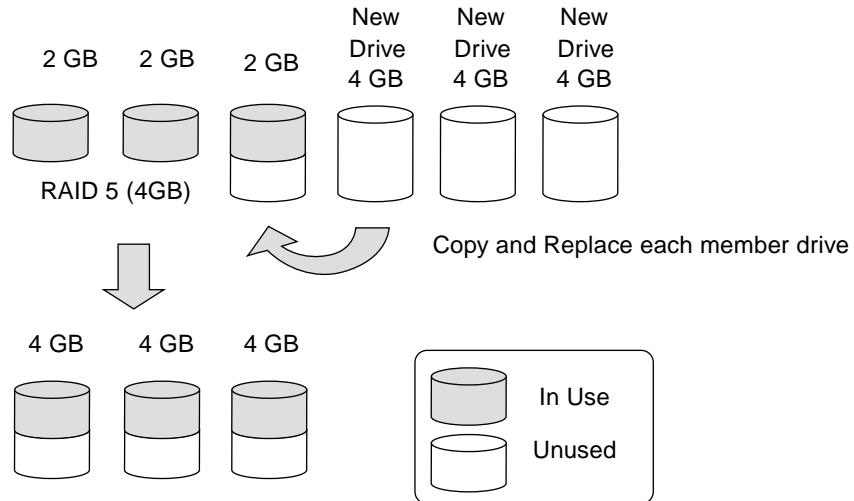 2 GB
2 GB
2 GB
New
Drive
4 GB
New
Drive
4 GB
New
Drive
4 GB
RAID 5 (4GB)
Copy and Replace each member drive
4 GB
4 GB
4 GB
In Use
Unused